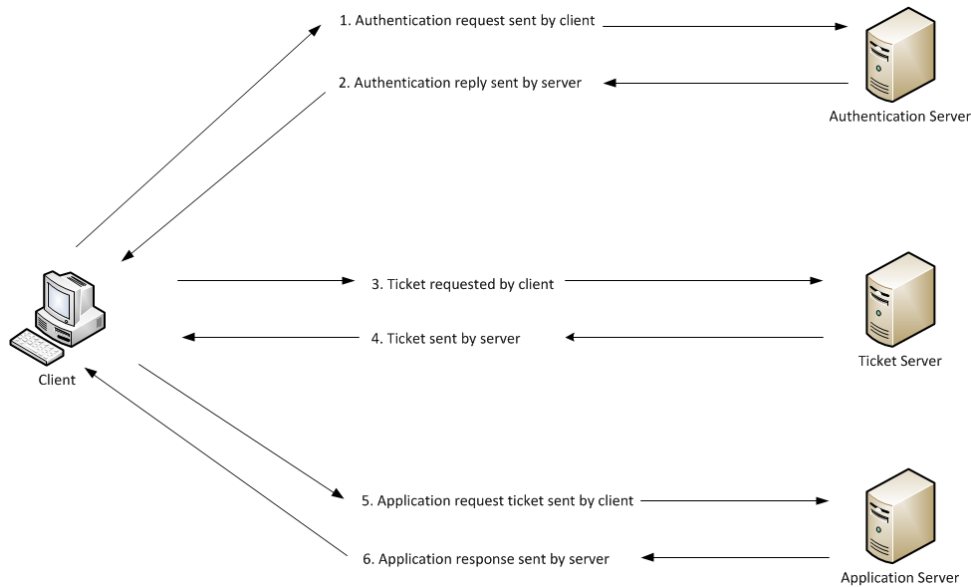 1. Authentication request sent by client
2. Authentication reply sent by server
Authentication Server
3. Ticket requested by client
4. Ticket sent by server
Ticket Server
Client
5. Application request ticket sent by client
6. Application response sent by server
Application Server